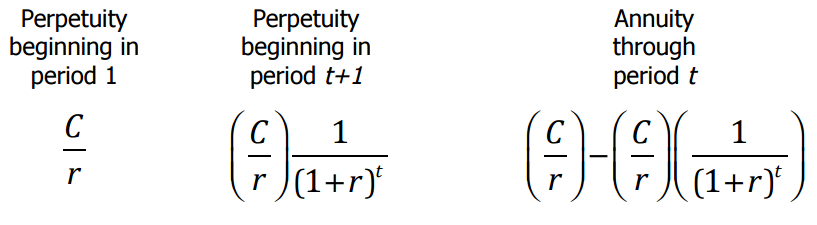 Perpetuity
beginning in
period 1
Perpetuity
beginning in
period t+1
Annuity
through
period t
C/r
(C/r) 1/(1+r)^t
(C/r)−(C/r)(1/(1+r)^t)